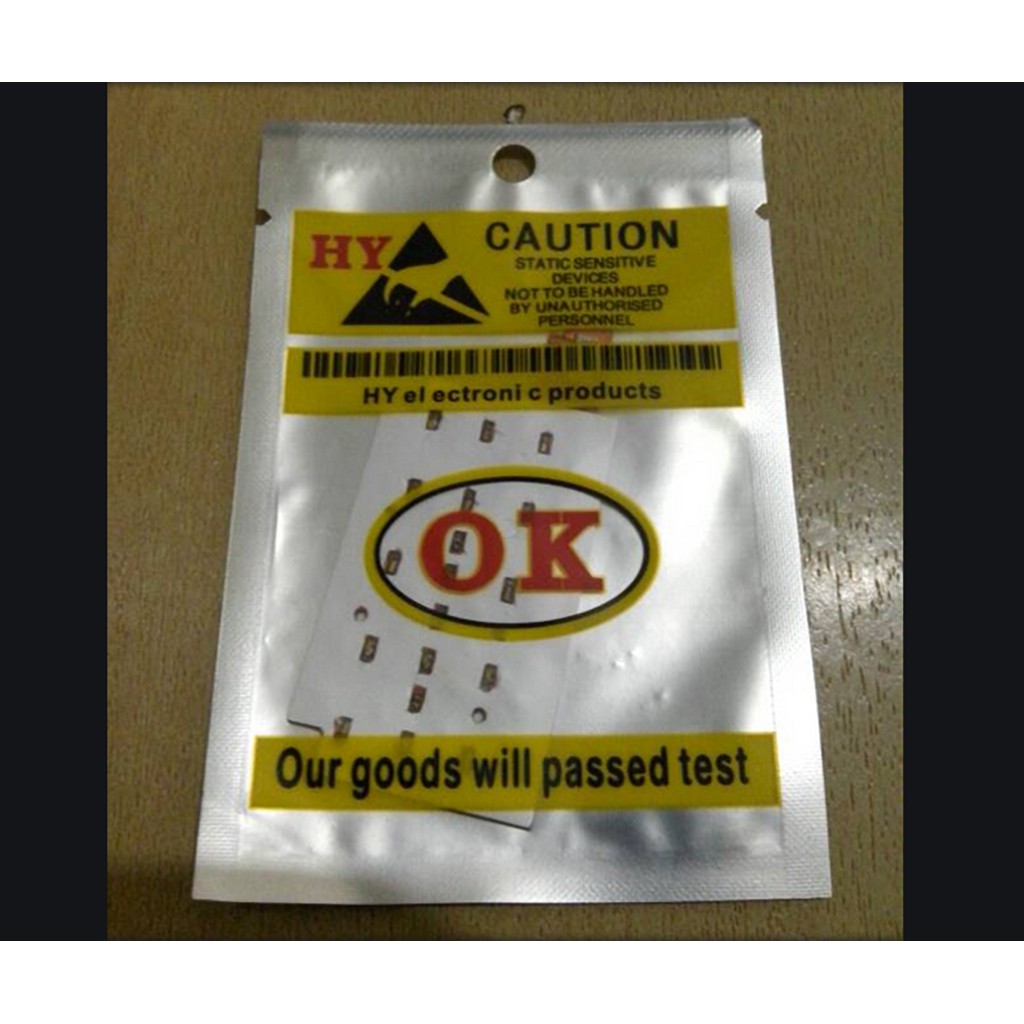 HY
CAUTION
STATIC SENSITIVE
DEVICES
NOT TO BE HANDLED
BY UNAUTHORISED
PERSONNEL
HY el ectroni c products
OK
Our goods will passed test